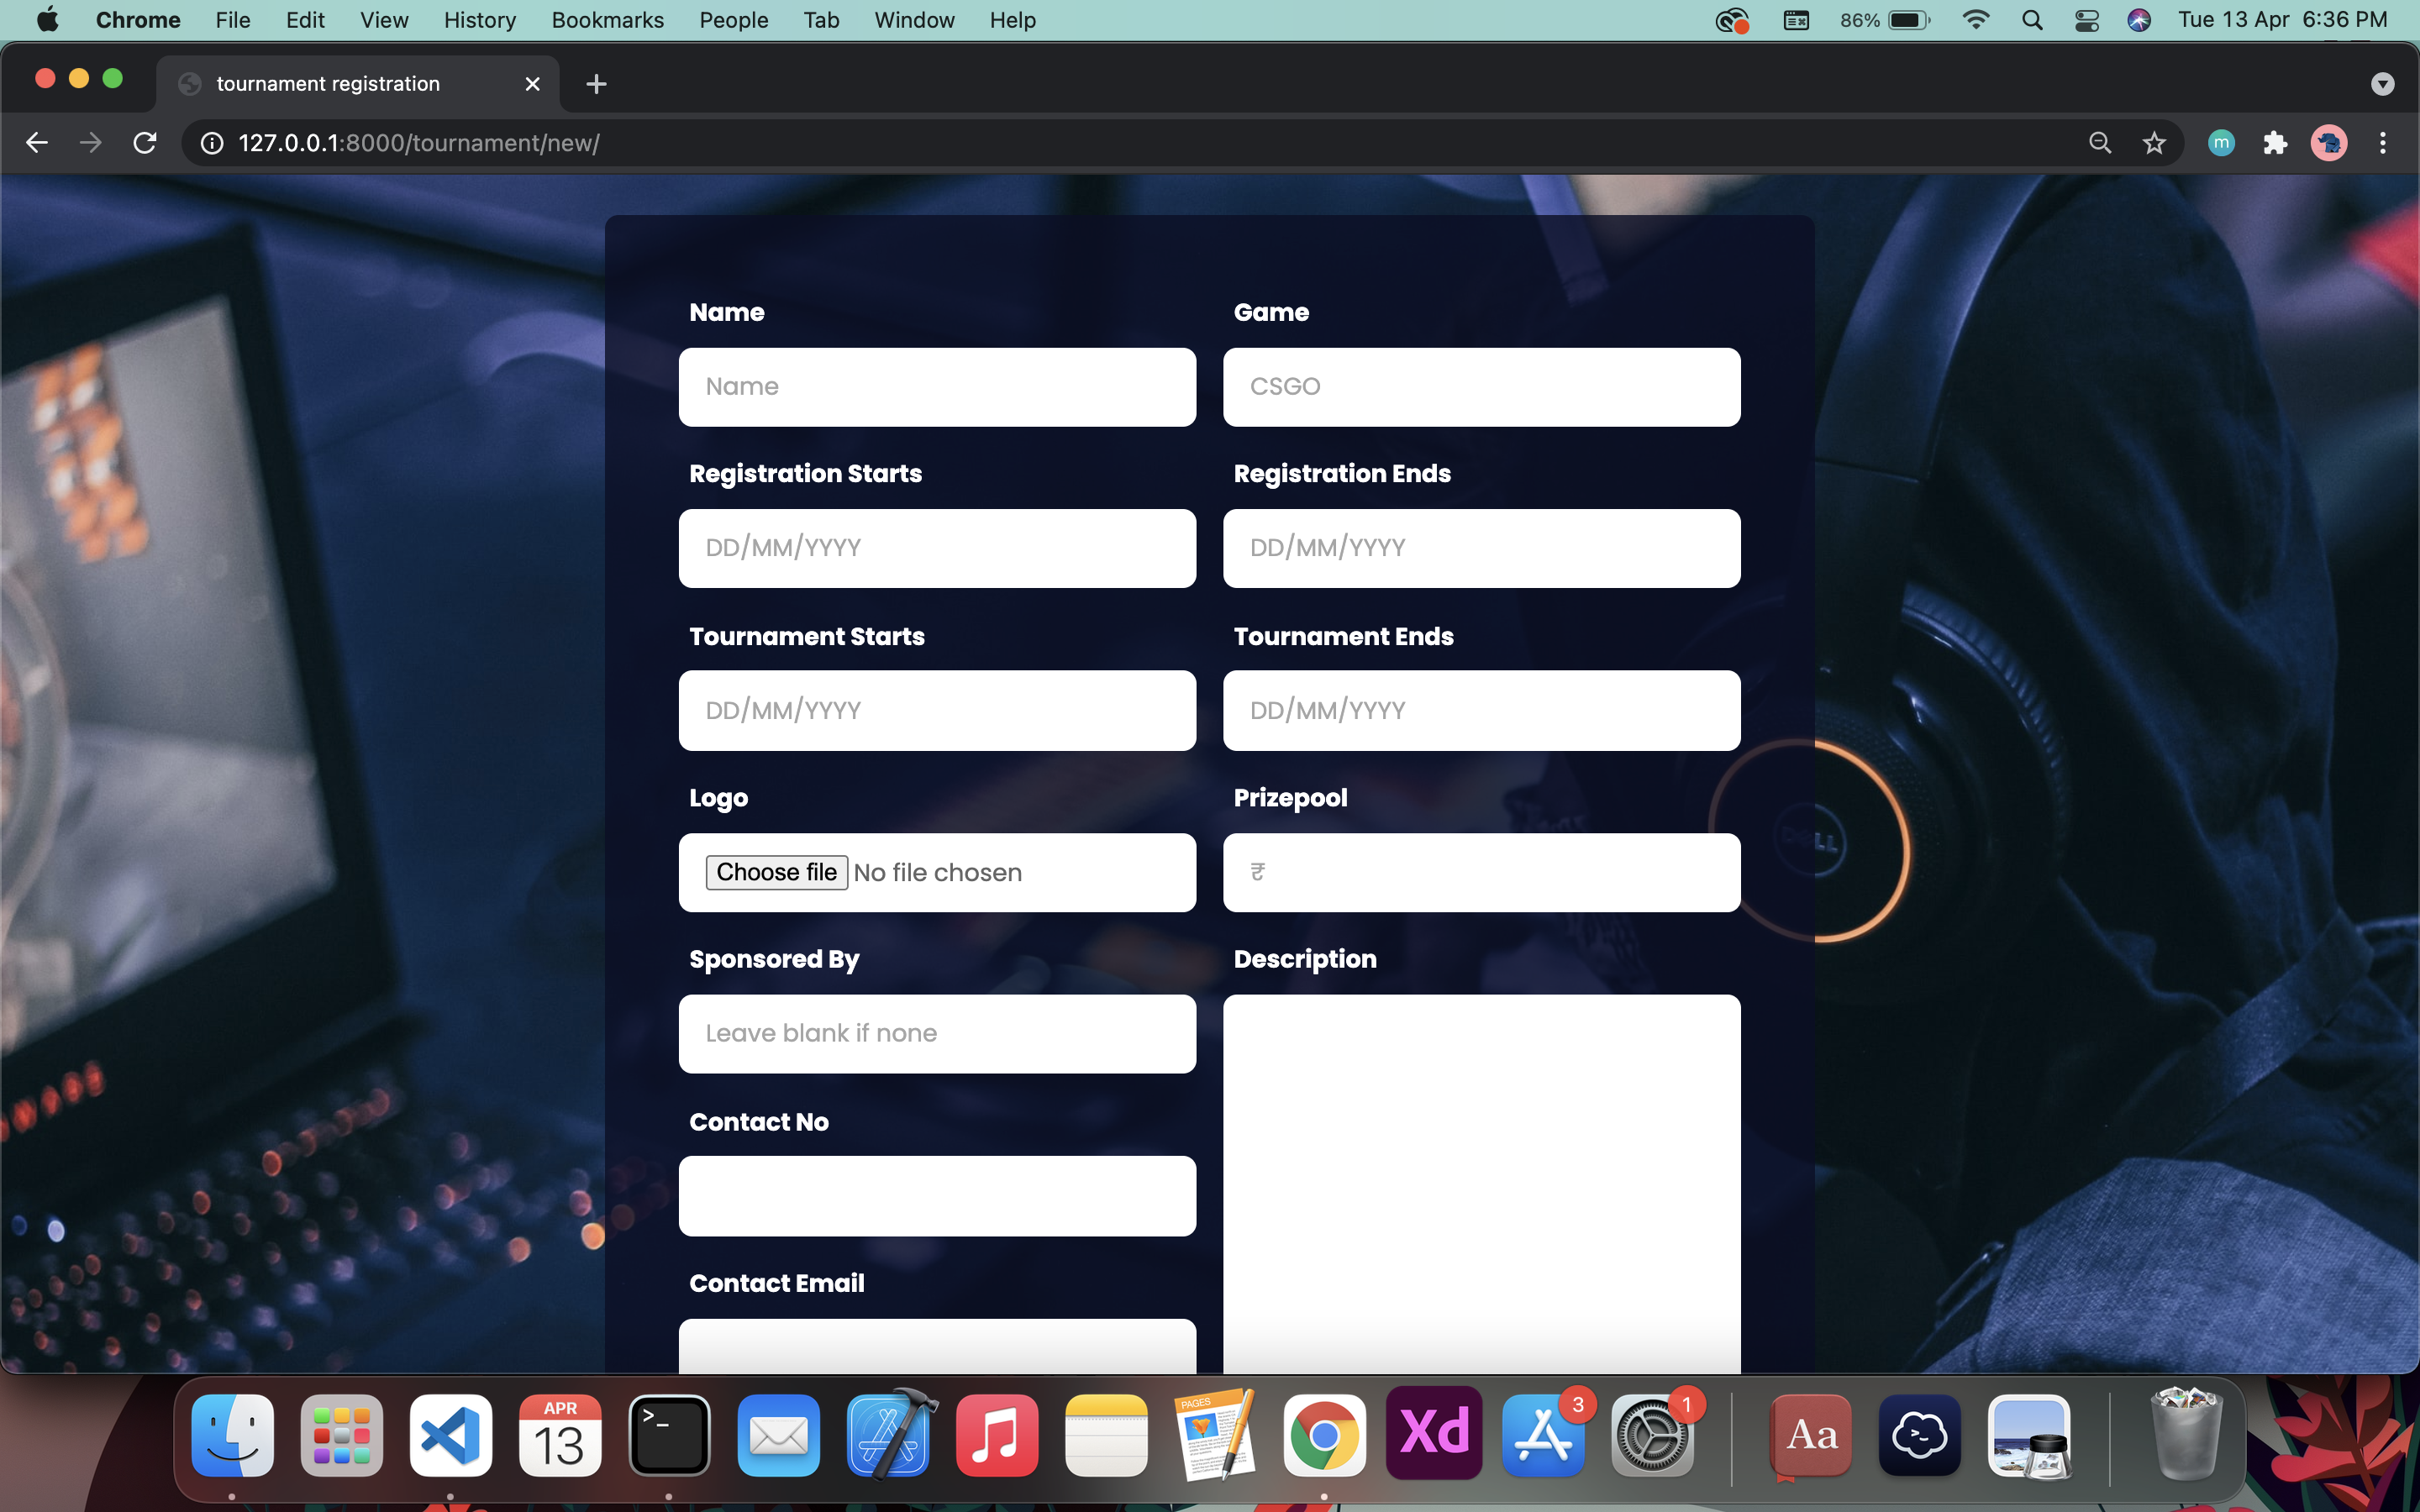 Chrome File Edit View History Bookmarks People Tab Window Help 86% Tue 13 Apr 6:36 PM
tournament registration
127.0.0.1:8000/tournament/new/ m
Name Game
Name CSGO
Registration Starts Registration Ends
DD/MM/YYYY DD/MM/YYYY
Tournament Starts Tournament Ends
DD/MM/YYYY DD/MM/YYYY
Logo Prizepool
Choose file No file chosen ₹
DELL
Sponsored By Description
Leave blank if none
Contact No
Contact Email
APR
13
>_
PAGES
Xd
3
1
Aa